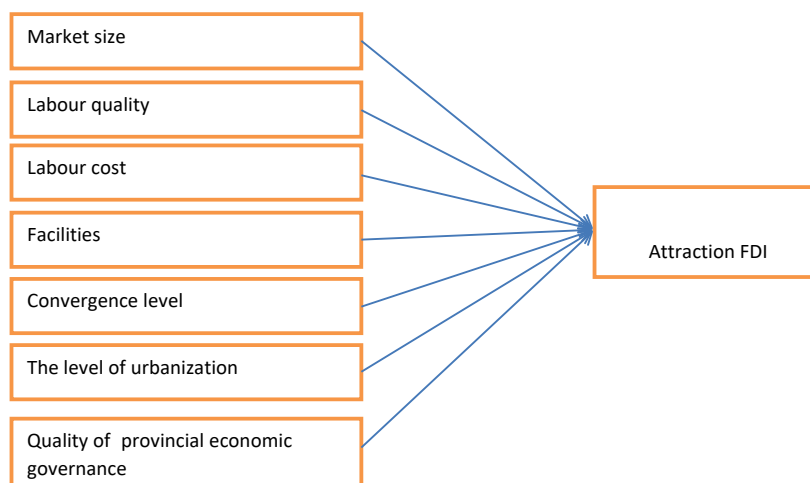 Market size
Labour quality
Labour cost
Facilities
Attraction FDI
Convergence level
The level of urbanization
Quality of  provincial economic
governance